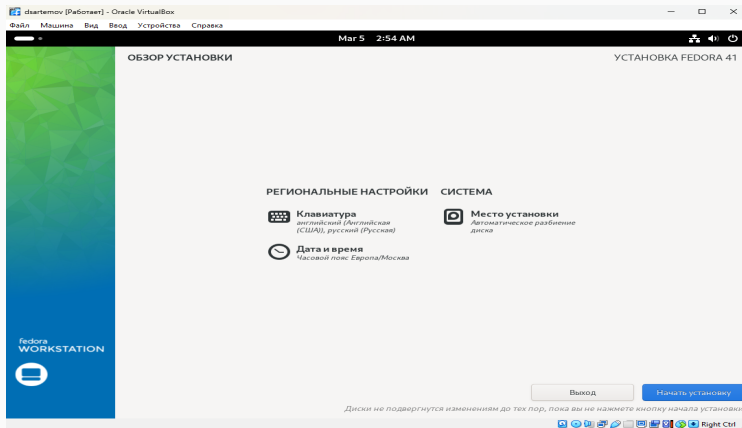 dsartemov [Работает] - Oracle VirtualBox
Файл Машина Вид Ввод Устройства Справка
Mar 5 2:54 AM
ОБЗОР УСТАНОВКИ
УСТАНОВКА FEDORA 41
РЕГИОНАЛЬНЫЕ НАСТРОЙКИ
Клавиатура
английский (Английская
(США)), русский (Русская)
Дата и время
Часовой пояс Европа/Москва
СИСТЕМА
Место установки
Автоматическое разбиение
диска
fedora
WORKSTATION
Выход
Начать установку
Диски не подвергнутся изменениям до тех пор, пока вы не нажмете кнопку начала установки
Right Ctrl